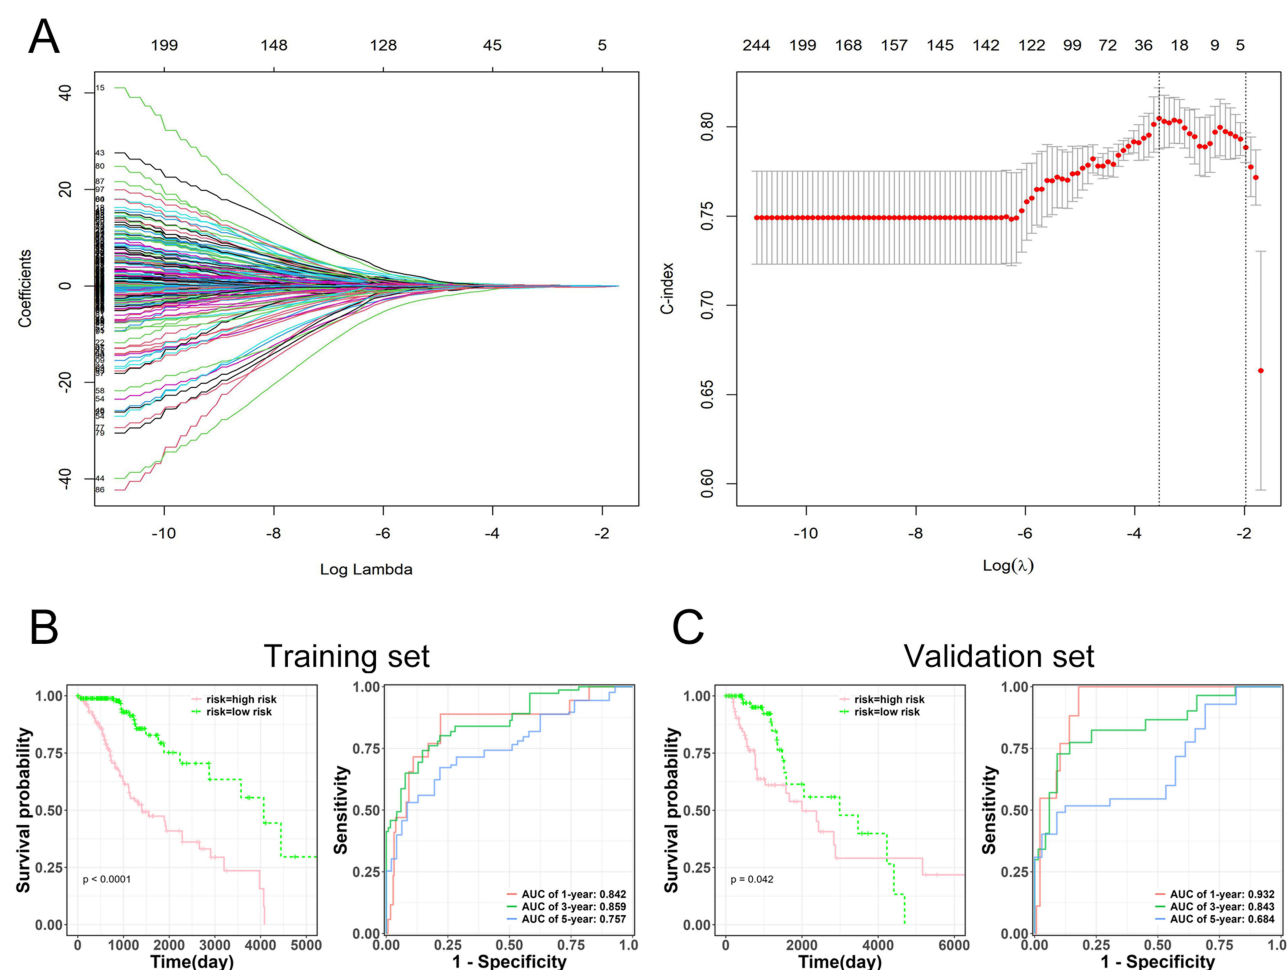 A
199 148 128 45 5
40
20
0
-20
-40
Coefficients
15
43
80
87
97
18
22
58
54
54
77
79
44
86
-10 -8 -6 -4 -2
Log Lambda
244 199 168 157 145 142 122 99 72 36 18 9 5
0.80
0.75
0.70
0.65
0.60
C-index
-10 -8 -6 -4 -2
Log(λ)
B
Training set
Survival probability
1.00
0.75
0.50
0.25
0.00
risk=high risk
risk=low risk
p < 0.0001
0 1000 2000 3000 4000 5000
Time(day)
Sensitivity
1.00
0.75
0.50
0.25
0.00
AUC of 1-year: 0.842
AUC of 3-year: 0.859
AUC of 5-year: 0.757
0.00 0.25 0.50 0.75 1.0
1 - Specificity
C
Validation set
Survival probability
1.00
0.75
0.50
0.25
0.00
risk=high risk
risk=low risk
p = 0.042
0 2000 4000 6000
Time(day)
Sensitivity
1.00
0.75
0.50
0.25
0.00
AUC of 1-year: 0.932
AUC of 3-year: 0.843
AUC of 5-year: 0.684
0.00 0.25 0.50 0.75 1.0
1 - Specificity